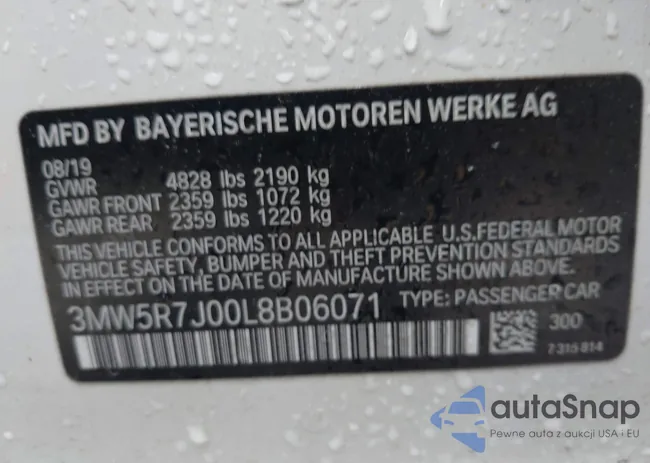 MFD BY BAYERISCHE MOTOREN WERKE AG
08/19
GVWR 4828 lbs 2190 kg
GAWR FRONT 2359 lbs 1072 kg
GAWR REAR 2359 lbs 1220 kg
THIS VEHICLE CONFORMS TO ALL APPLICABLE U.S.FEDERAL MOTOR
VEHICLE SAFETY, BUMPER AND THEFT PREVENTION STANDARDS
IN EFFECT ON THE DATE OF MANUFACTURE SHOWN ABOVE.
3MW5R7J00L8B06071 TYPE: PASSENGER CAR
300
7 315 814
autoSnap
Pewne auta z aukcji USA i EU